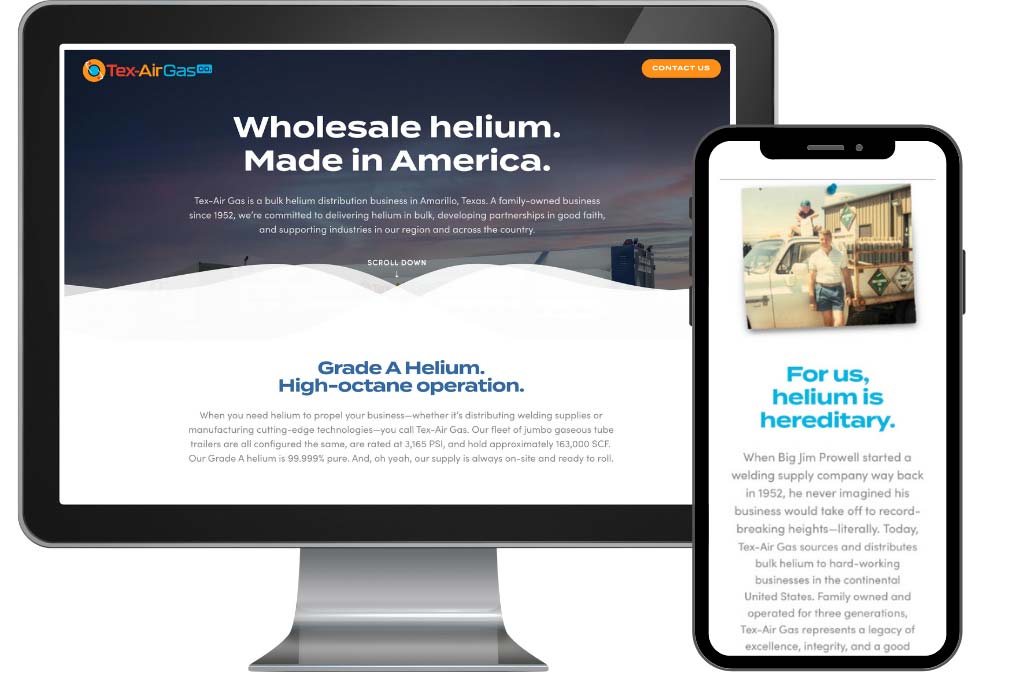 Tex-AirGas CO.
CONTACT US
Wholesale helium.
Made in America.
Tex-Air Gas is a bulk helium distribution business in Amarillo, Texas. A family-owned business
since 1952, we're committed to delivering helium in bulk, developing partnerships in good faith,
and supporting industries in our region and across the country.
SCROLL DOWN
Grade A Helium.
High-octane operation.
When you need helium to propel your business—whether it's distributing welding supplies or
manufacturing cutting-edge technologies—you call Tex-Air Gas. Our fleet of jumbo gaseous tube
trailers are all configured the same, are rated at 3,165 PSI, and hold approximately 163,000 SCF.
Our Grade A helium is 99.999% pure. And, oh yeah, our supply is always on-site and ready to roll.
For us,
helium is
hereditary.
When Big Jim Prowell started a
welding supply company way back
in 1952, he never imagined his
business would take off to record-
breaking heights—literally. Today,
Tex-Air Gas sources and distributes
bulk helium to hard-working
businesses in the continental
United States. Family owned and
operated for three generations,
Tex-Air Gas represents a legacy of
excellence, integrity, and a good